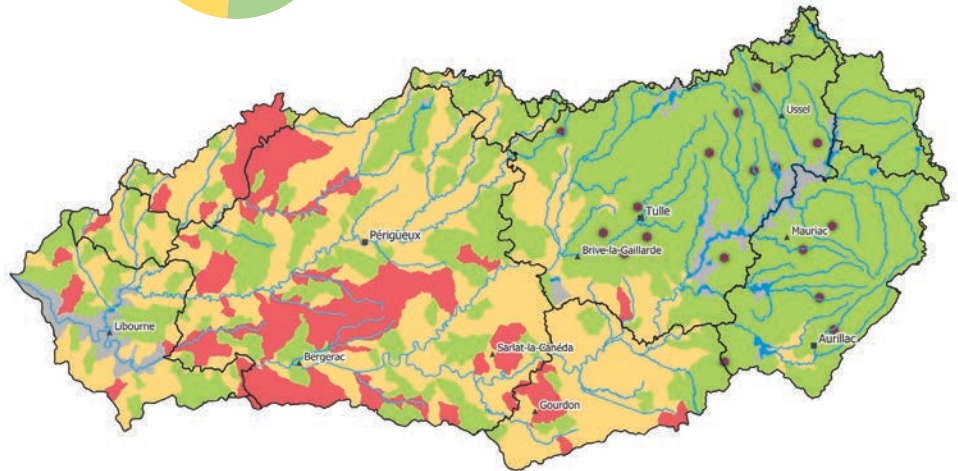 Ussel
Tulle
Mauriac
Périgueux
Brive-la-Gaillarde
Libourne
Aurillac
Sarlat-la-Canéda
Bergerac
Gourdon